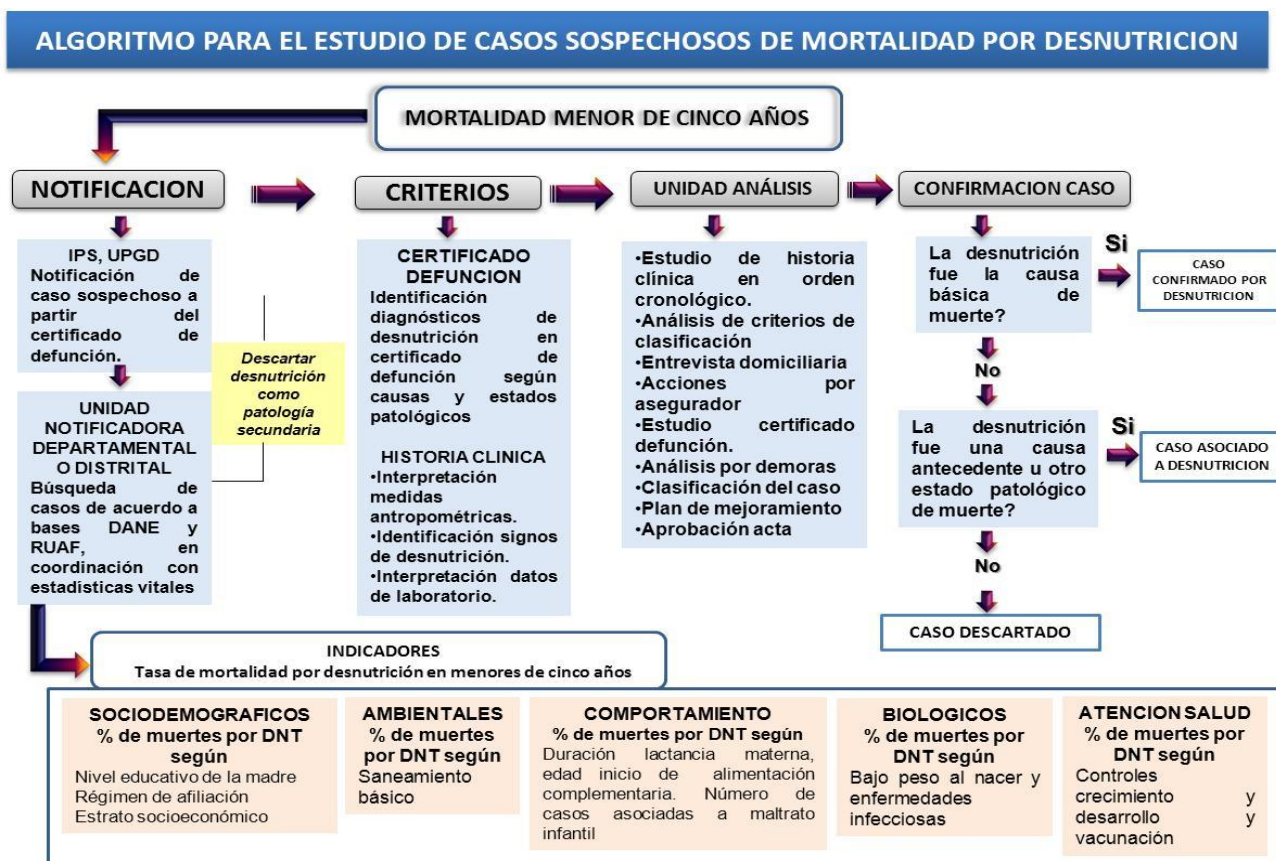 ALGORITMO PARA EL ESTUDIO DE CASOS SOSPECHOSOS DE MORTALIDAD POR DESNUTRICION
MORTALIDAD MENOR DE CINCO AÑOS
NOTIFICACION
IPS, UPGD
Notificación de
caso sospechoso a
partir del
certificado de
defunción.
UNIDAD
NOTIFICADORA
DEPARTAMENTAL
O DISTRITAL
Búsqueda de
casos de acuerdo a
bases DANE y
RUAF, en
coordinación con
estadísticas vitales
Descartar
desnutrición
como
patología
secundaria
CRITERIOS
CERTIFICADO
DEFUNCION
Identificación
diagnósticos de
desnutrición en
certificado de
defunción según
causas y estados
patológicos
HISTORIA CLINICA
•Interpretación
medidas
antropométricas.
•Identificación signos
de desnutrición.
•Interpretación datos
de laboratorio.
UNIDAD ANÁLISIS
•Estudio de historia
clínica en orden
cronológico.
•Análisis de criterios de
clasificación
•Entrevista domiciliaria
•Acciones por
asegurador
•Estudio certificado
defunción.
•Análisis por demoras
•Clasificación del caso
•Plan de mejoramiento
•Aprobación acta
CONFIRMACION CASO
La desnutrición
fue la causa
básica de
muerte?
Si
CASO
CONFIRMADO POR
DESNUTRICION
No
La desnutrición
fue una causa
antecedente u otro
estado patológico
de muerte?
Si
CASO ASOCIADO
A DESNUTRICION
No
CASO DESCARTADO
INDICADORES
Tasa de mortalidad por desnutrición en menores de cinco años
SOCIODEMOGRAFICOS
% de muertes por DNT
según
Nivel educativo de la madre
Régimen de afiliación
Estrato socioeconómico
AMBIENTALES
% de muertes
por DNT según
Saneamiento
básico
COMPORTAMIENTO
% de muertes por DNT según
Duración lactancia materna,
edad inicio de alimentación
complementaria. Número de
casos asociadas a maltrato
infantil
BIOLOGICOS
% de muertes por
DNT según
Bajo peso al nacer y
enfermedades
infecciosas
ATENCION SALUD
% de muertes por
DNT según
Controles
crecimiento y
desarrollo y
vacunación